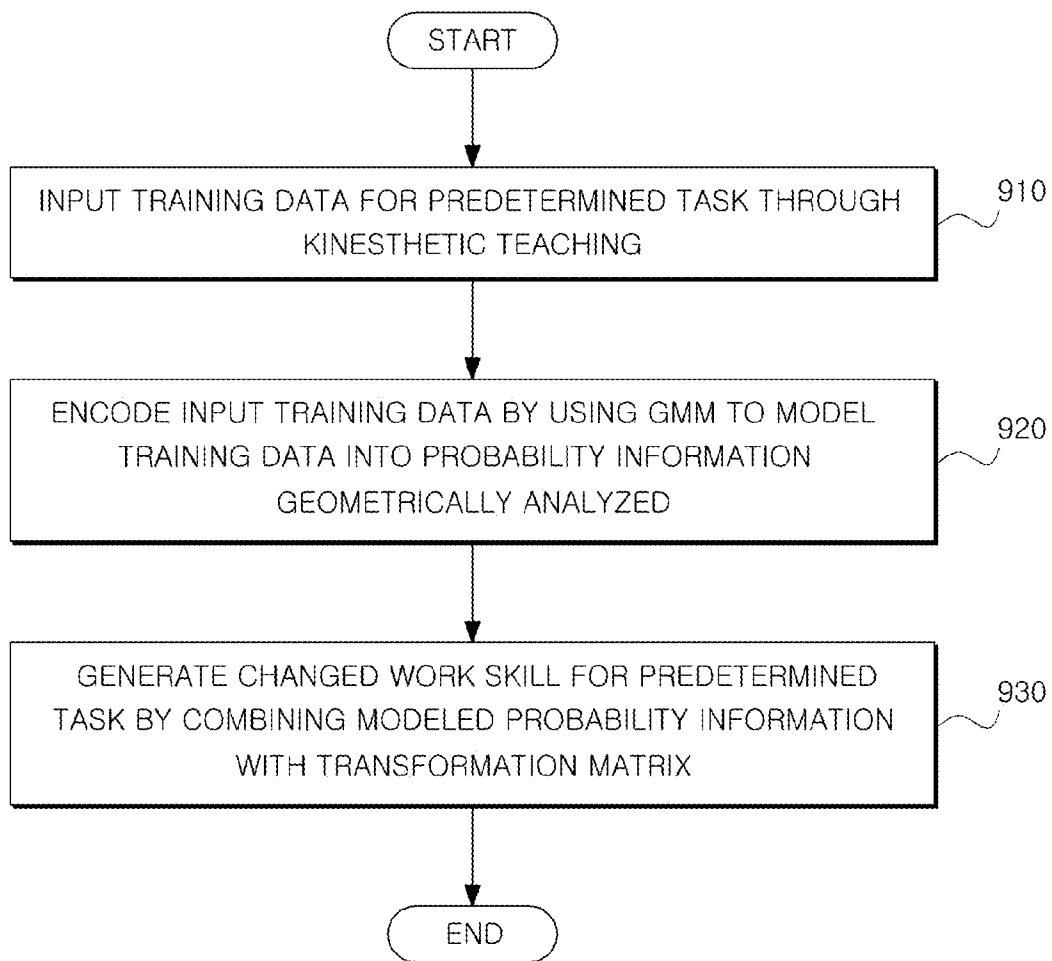 START
INPUT TRAINING DATA FOR PREDETERMINED TASK THROUGH
KINESTHETIC TEACHING
910
ENCODE INPUT TRAINING DATA BY USING GMM TO MODEL
TRAINING DATA INTO PROBABILITY INFORMATION
GEOMETRICALLY ANALYZED
920
GENERATE CHANGED WORK SKILL FOR PREDETERMINED
TASK BY COMBINING MODELED PROBABILITY INFORMATION
WITH TRANSFORMATION MATRIX
930
END